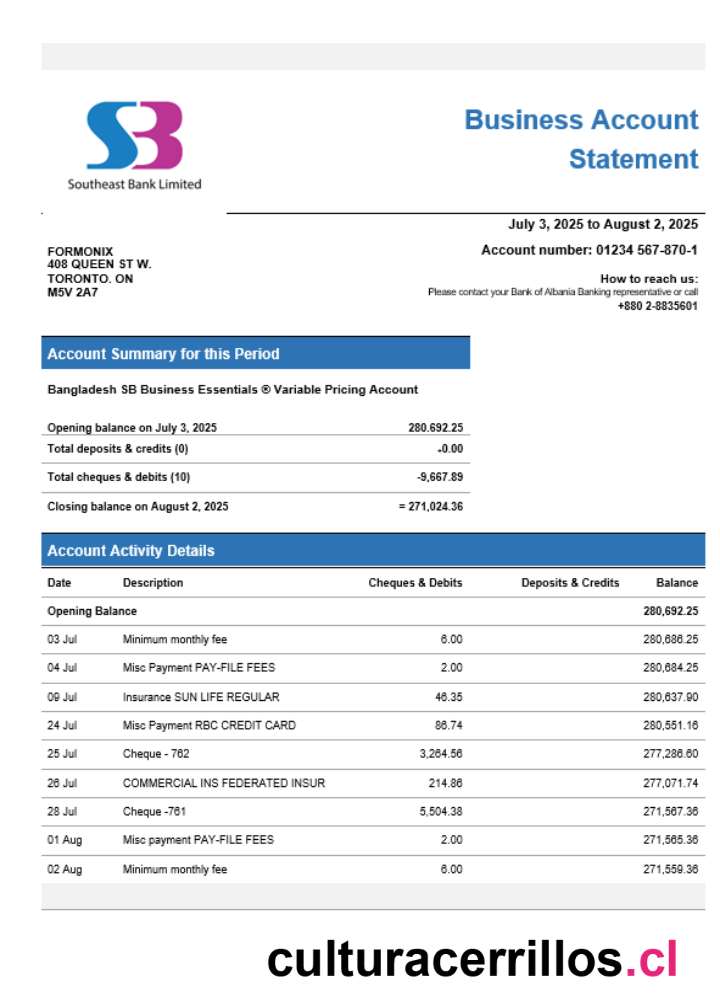 SB
Southeast Bank Limited
Business Account
Statement
July 3, 2025 to August 2, 2025
Account number: 01234 567-870-1
FORMONIX
408 QUEEN ST W.
TORONTO. ON
M5V 2A7
How to reach us:
Please contact your Bank of Albania Banking representative or call
+880 2-8835601
Account Summary for this Period
Bangladesh SB Business Essentials ® Variable Pricing Account
Opening balance on July 3, 2025 280.692.25
Total deposits & credits (0) -0.00
Total cheques & debits (10) -9,667.89
Closing balance on August 2, 2025 = 271,024.36
Account Activity Details
Date Description Cheques & Debits Deposits & Credits Balance
Opening Balance 280,692.25
03 Jul Minimum monthly fee 6.00 280,686.25
04 Jul Misc Payment PAY-FILE FEES 2.00 280,684.25
09 Jul Insurance SUN LIFE REGULAR 46.35 280,637.90
24 Jul Misc Payment RBC CREDIT CARD 86.74 280,551.16
25 Jul Cheque - 762 3,264.56 277,286.60
26 Jul COMMERCIAL INS FEDERATED INSUR 214.86 277,071.74
28 Jul Cheque -761 5,504.38 271,567.36
01 Aug Misc payment PAY-FILE FEES 2.00 271,565.36
02 Aug Minimum monthly fee 6.00 271,559.36
culturacerrillos.cl